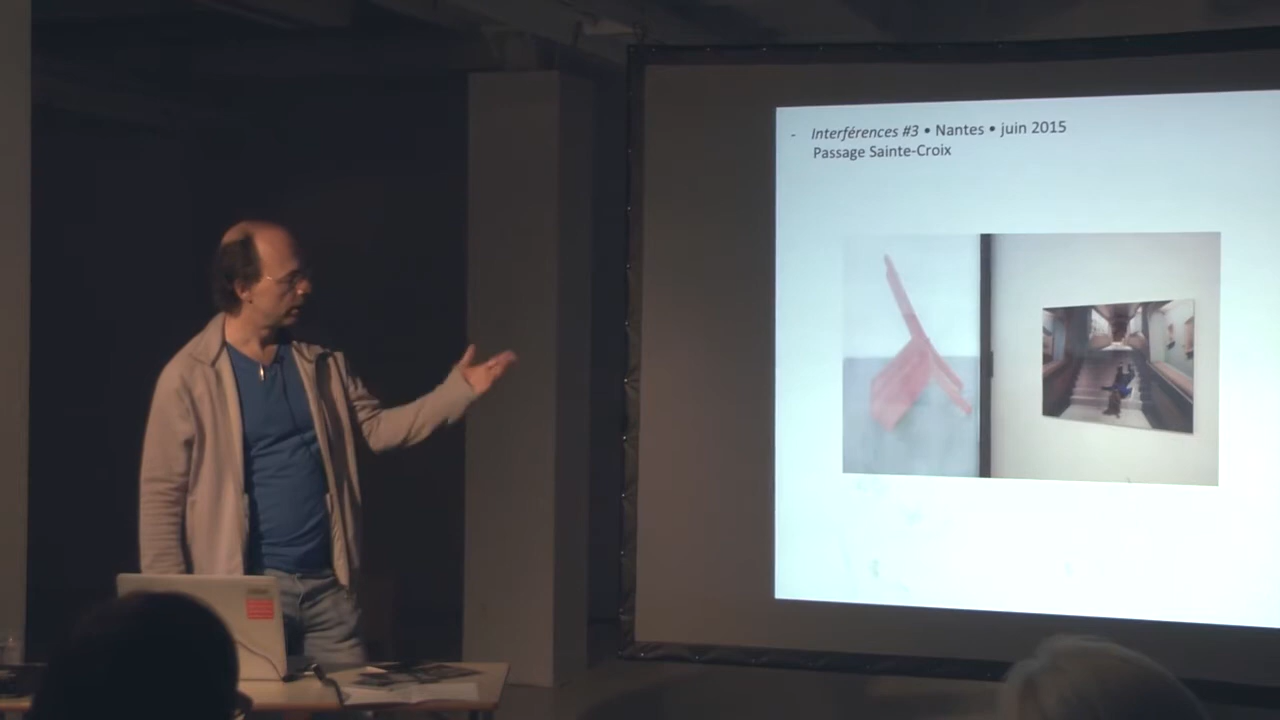 - Interférences #3 • Nantes • juin 2015
Passage Sainte-Croix